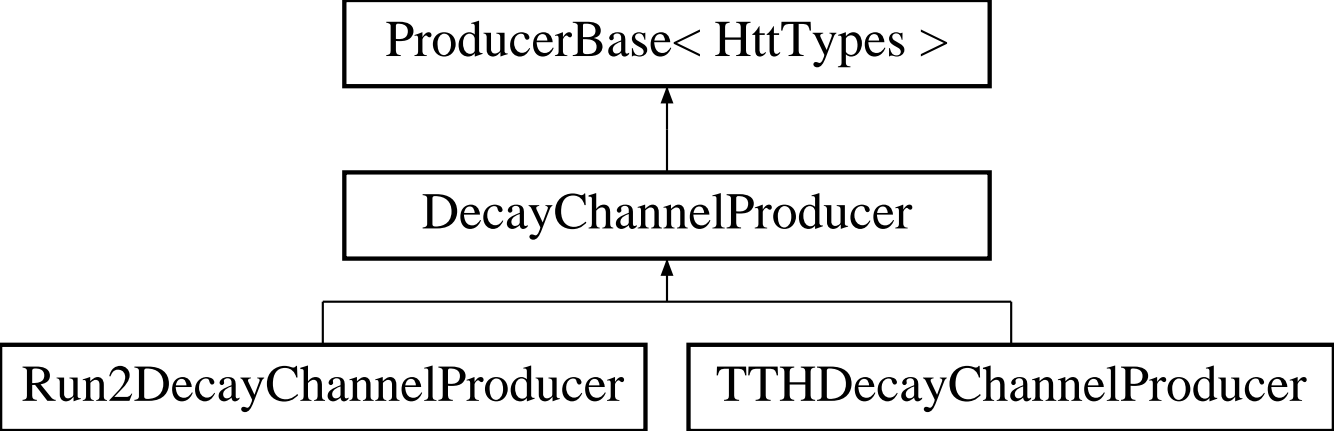 ProducerBase< HttTypes >
DecayChannelProducer
Run2DecayChannelProducer
TTHDecayChannelProducer